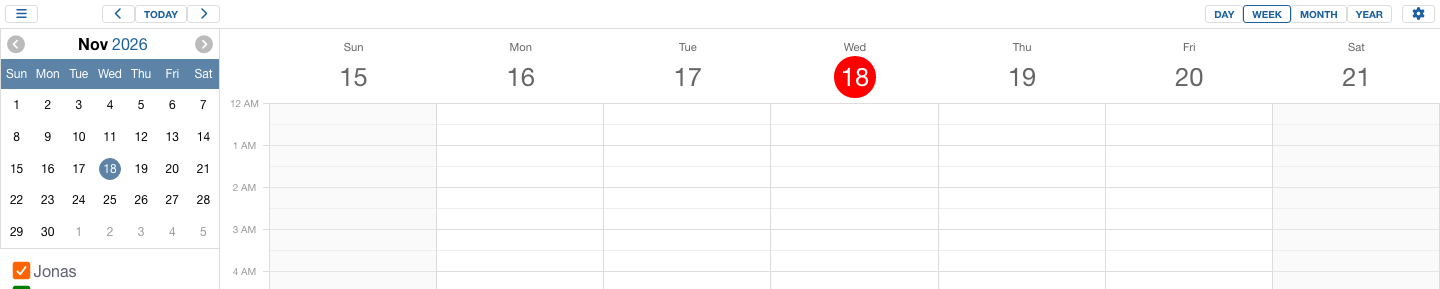 TODAY DAY WEEK MONTH YEAR
Nov 2026
Sun Mon Tue Wed Thu Fri Sat
1 2 3 4 5 6 7
8 9 10 11 12 13 14
15 16 17 18 19 20 21
22 23 24 25 26 27 28
29 30 1 2 3 4 5
Jonas
Sun Mon Tue Wed Thu Fri Sat
15 16 17 18 19 20 21
12 AM
1 AM
2 AM
3 AM
4 AM